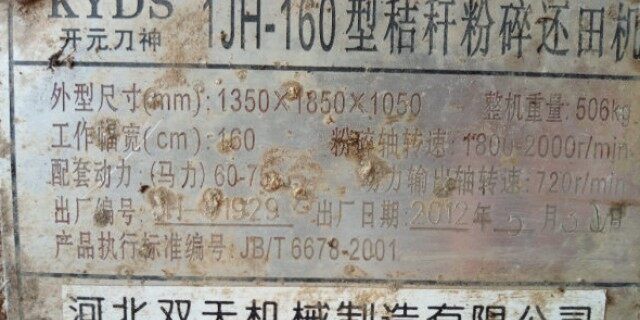 KYDS
开元刀神
1JH-160型秸秆粉碎还田机
外型尺寸(mm): 1350×1850×1050 整机重量: 506kg
工作幅宽(cm): 160 粉碎轴转速: 1800-2000r/min
配套动力: (马力) 60-75 动力输出轴转速: 720r/min
出厂编号: 出厂日期: 2012年5月 日
产品执行标准编号: JB/T 6678-2001
河北双天机械制造有限公司